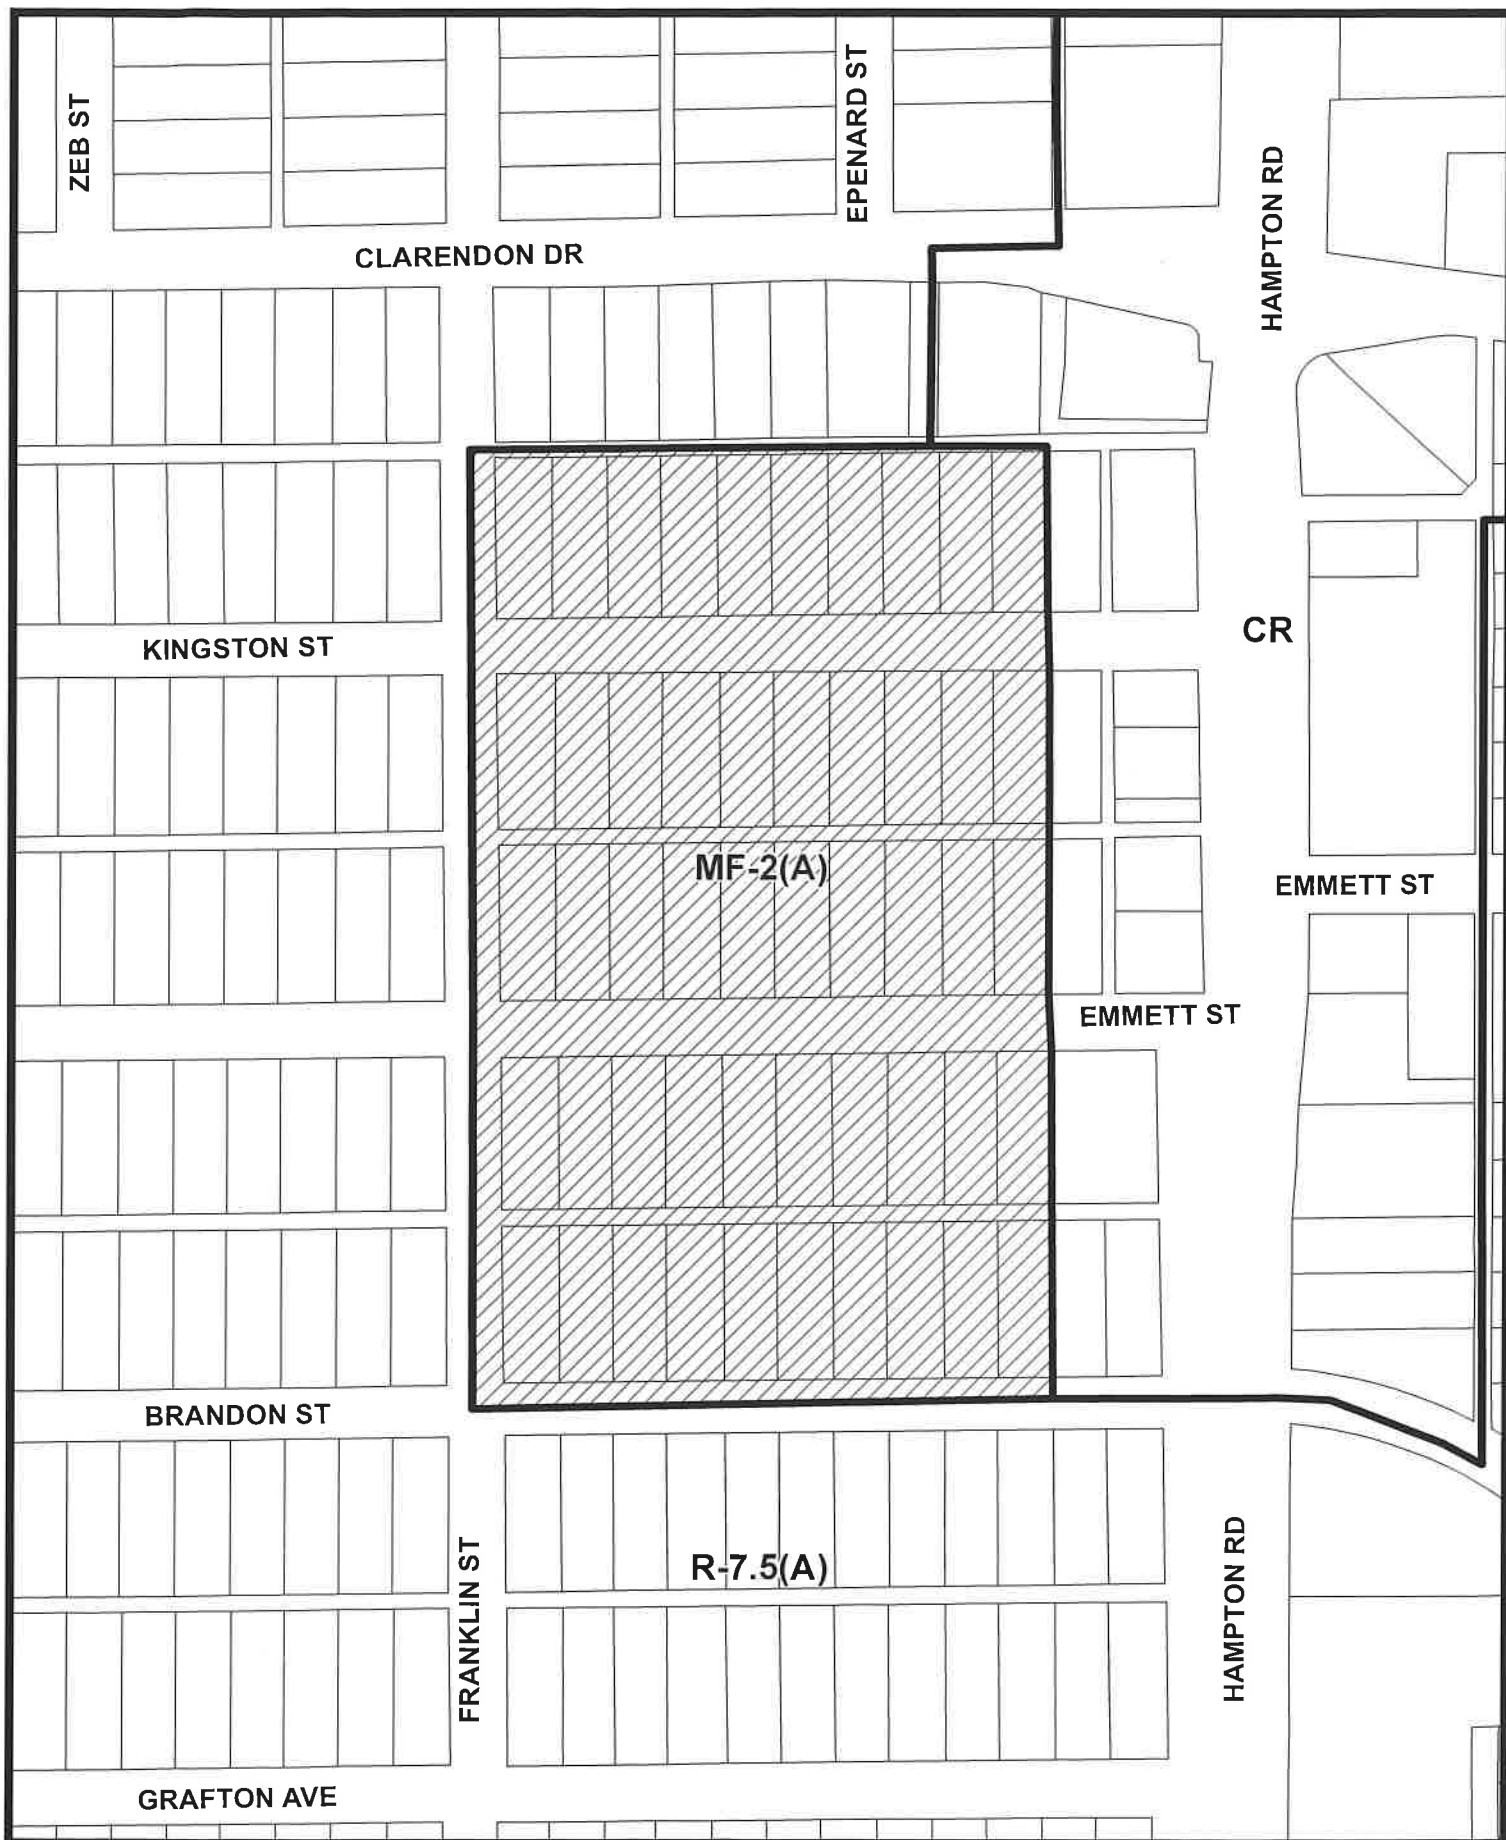 ZEB ST
EPENARD ST
HAMPTON RD
CLARENDON DR
KINGSTON ST
CR
MF-2(A)
EMMETT ST
EMMETT ST
BRANDON ST
FRANKLIN ST
R-7.5(A)
HAMPTON RD
GRAFTON AVE